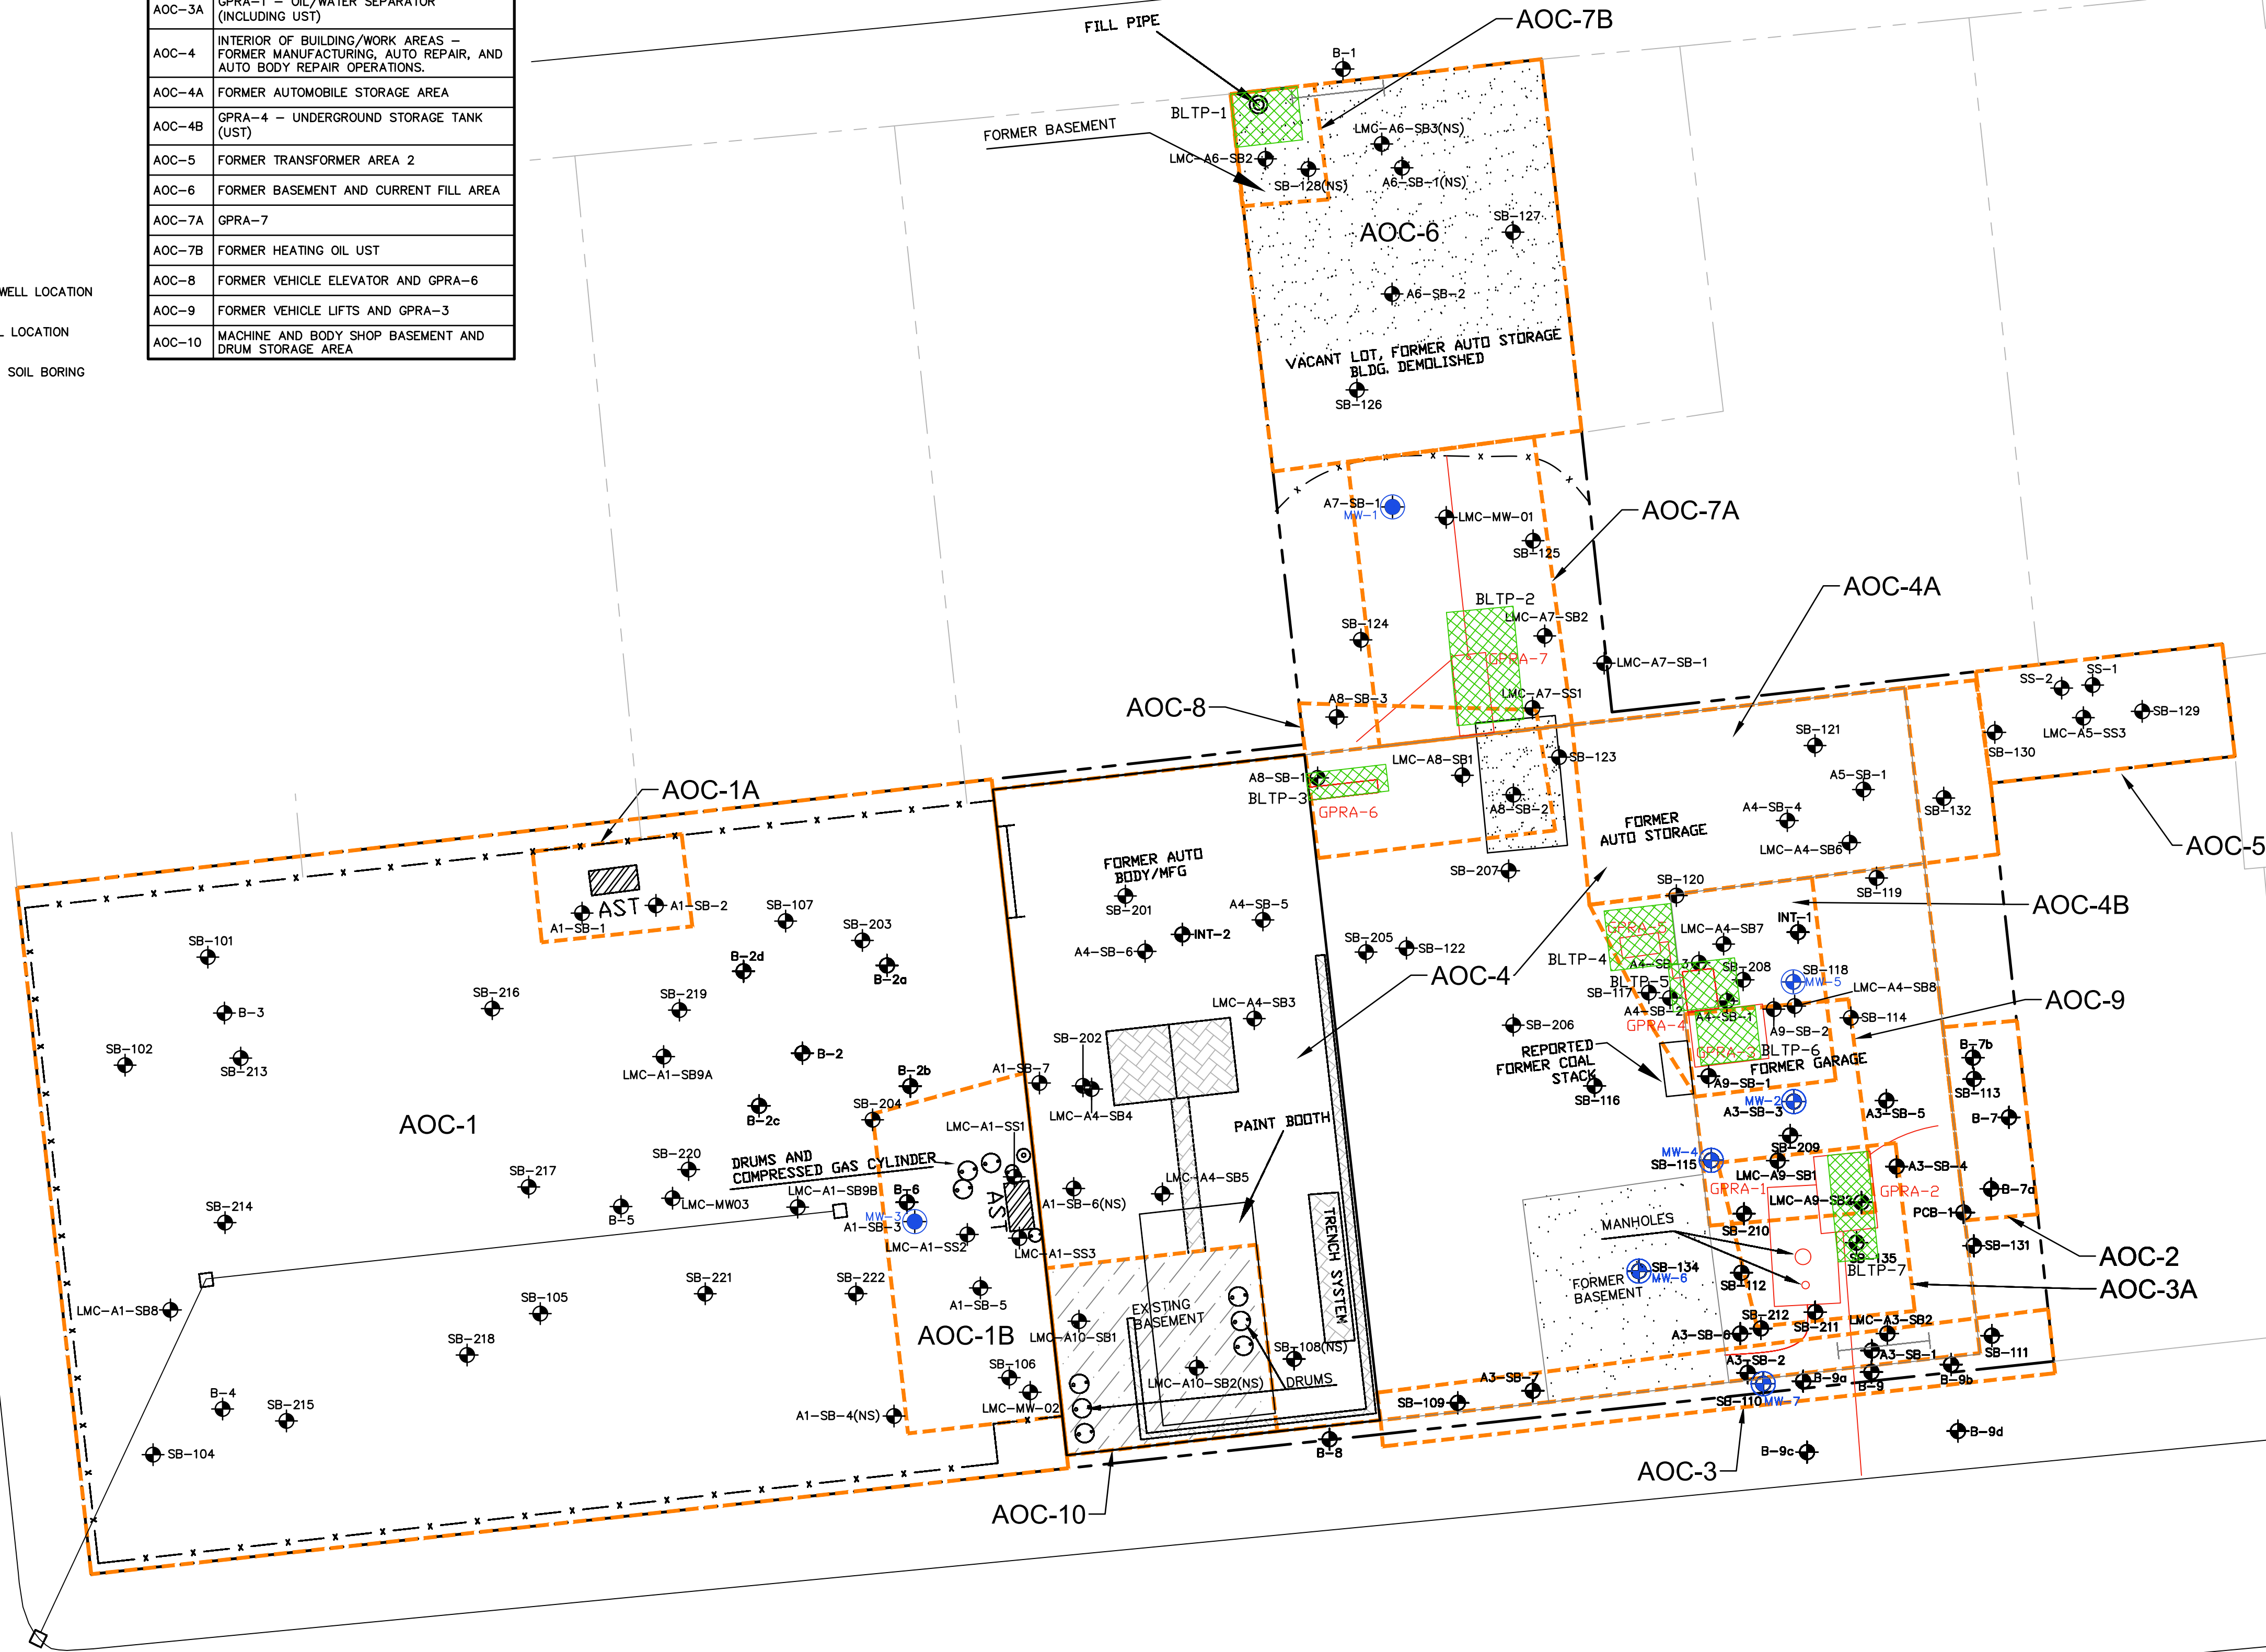 AOC-3A
GPRA-1 – OIL/WATER SEPARATOR
(INCLUDING UST)
AOC-4
INTERIOR OF BUILDING/WORK AREAS –
FORMER MANUFACTURING, AUTO REPAIR, AND
AUTO BODY REPAIR OPERATIONS.
AOC-4A
FORMER AUTOMOBILE STORAGE AREA
AOC-4B
GPRA-4 – UNDERGROUND STORAGE TANK
(UST)
AOC-5
FORMER TRANSFORMER AREA 2
AOC-6
FORMER BASEMENT AND CURRENT FILL AREA
AOC-7A
GPRA-7
AOC-7B
FORMER HEATING OIL UST
AOC-8
FORMER VEHICLE ELEVATOR AND GPRA-6
AOC-9
FORMER VEHICLE LIFTS AND GPRA-3
AOC-10
MACHINE AND BODY SHOP BASEMENT AND
DRUM STORAGE AREA
WELL LOCATION
LOCATION
SOIL BORING
FILL PIPE
AOC-7B
B-1
BLTP-1
FORMER BASEMENT
LMC-A6-SB3(NS)
LMC-A6-SB2
SB-128(NS)
A6-SB-1(NS)
SB-127
AOC-6
A6-SB-2
VACANT LOT, FORMER AUTO STORAGE
BLDG. DEMOLISHED
SB-126
A7-SB-1
MW-1
LMC-MW-01
AOC-7A
SB-125
BLTP-2
AOC-4A
LMC-A7-SB2
SB-124
GPRA-7
LMC-A7-SB-1
LMC-A7-SS1
AOC-8
A8-SB-3
SS-2
SS-1
SB-129
LMC-A5-SS3
SB-130
SB-121
SB-123
LMC-A8-SB1
A8-SB-1
BLTP-3
GPRA-6
A8-SB-2
A5-SB-1
SB-132
A4-SB-4
FORMER
AUTO STORAGE
LMC-A4-SB6
AOC-5
AOC-1A
AST
A1-SB-1
A1-SB-2
SB-107
SB-203
FORMER AUTO
BODY/MFG
SB-201
A4-SB-5
SB-207
SB-120
SB-119
AOC-4B
INT-1
INT-2
A4-SB-6
SB-205
SB-122
GPRA-5
LMC-A4-SB7
SB-101
B-2d
B-2a
BLTP-4
A4-SB-3
SB-208
SB-118
MW-5
AOC-4
BLTP-5
SB-117
LMC-A4-SB8
AOC-9
SB-216
SB-219
B-3
LMC-A4-SB3
A4-SB-2
A4-SB-1
GPRA-4
A9-SB-2
SB-114
SB-206
SB-202
REPORTED
FORMER COAL
STACK
GPRA-3
BLTP-6
FORMER GARAGE
SB-102
SB-213
LMC-A1-SB9A
B-2
B-2b
A1-SB-7
LMC-A4-SB4
SB-116
A9-SB-1
B-7b
SB-113
MW-2
A3-SB-3
A3-SB-5
B-7
AOC-1
B-2c
SB-204
LMC-A1-SS1
PAINT BOOTH
MW-4
SB-115
SB-209
LMC-A9-SB1
A3-SB-4
SB-220
DRUMS AND
COMPRESSED GAS CYLINDER
LMC-A4-SB5
SB-217
LMC-MW03
LMC-A1-SB9B
B-6
AST
A1-SB-6(NS)
GPRA-1
LMC-A9-SB2
GPRA-2
B-7a
SB-214
B-5
MW-3
A1-SB-3
LMC-A1-SS2
LMC-A1-SS3
TRENCH SYSTEM
MANHOLES
SB-210
PCB-1
SB-135
BLTP-7
SB-131
AOC-2
AOC-3A
SB-134
MW-6
FORMER
BASEMENT
SB-112
SB-221
SB-222
A1-SB-5
LMC-A1-SB8
SB-105
AOC-1B
EXISTING
BASEMENT
LMC-A10-SB1
SB-212
SB-211
LMC-A3-SB2
A3-SB-6
SB-218
SB-106
SB-108(NS)
A3-SB-1
SB-111
A3-SB-2
LMC-MW-02
LMC-A10-SB2(NS)
DRUMS
A3-SB-7
SB-109
SB-110
MW-7
B-9a
B-9
B-9b
B-4
SB-215
A1-SB-4(NS)
SB-104
B-8
B-9c
B-9d
AOC-3
AOC-10